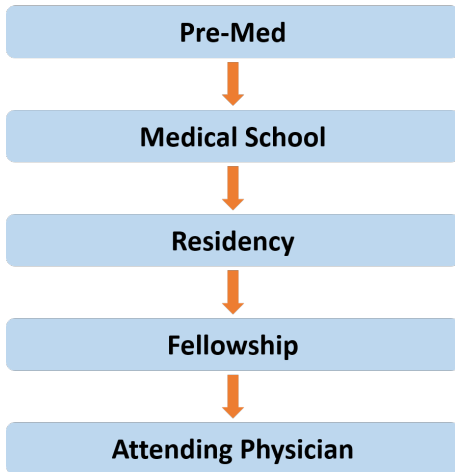 Pre-Med
Medical School
Residency
Fellowship
Attending Physician